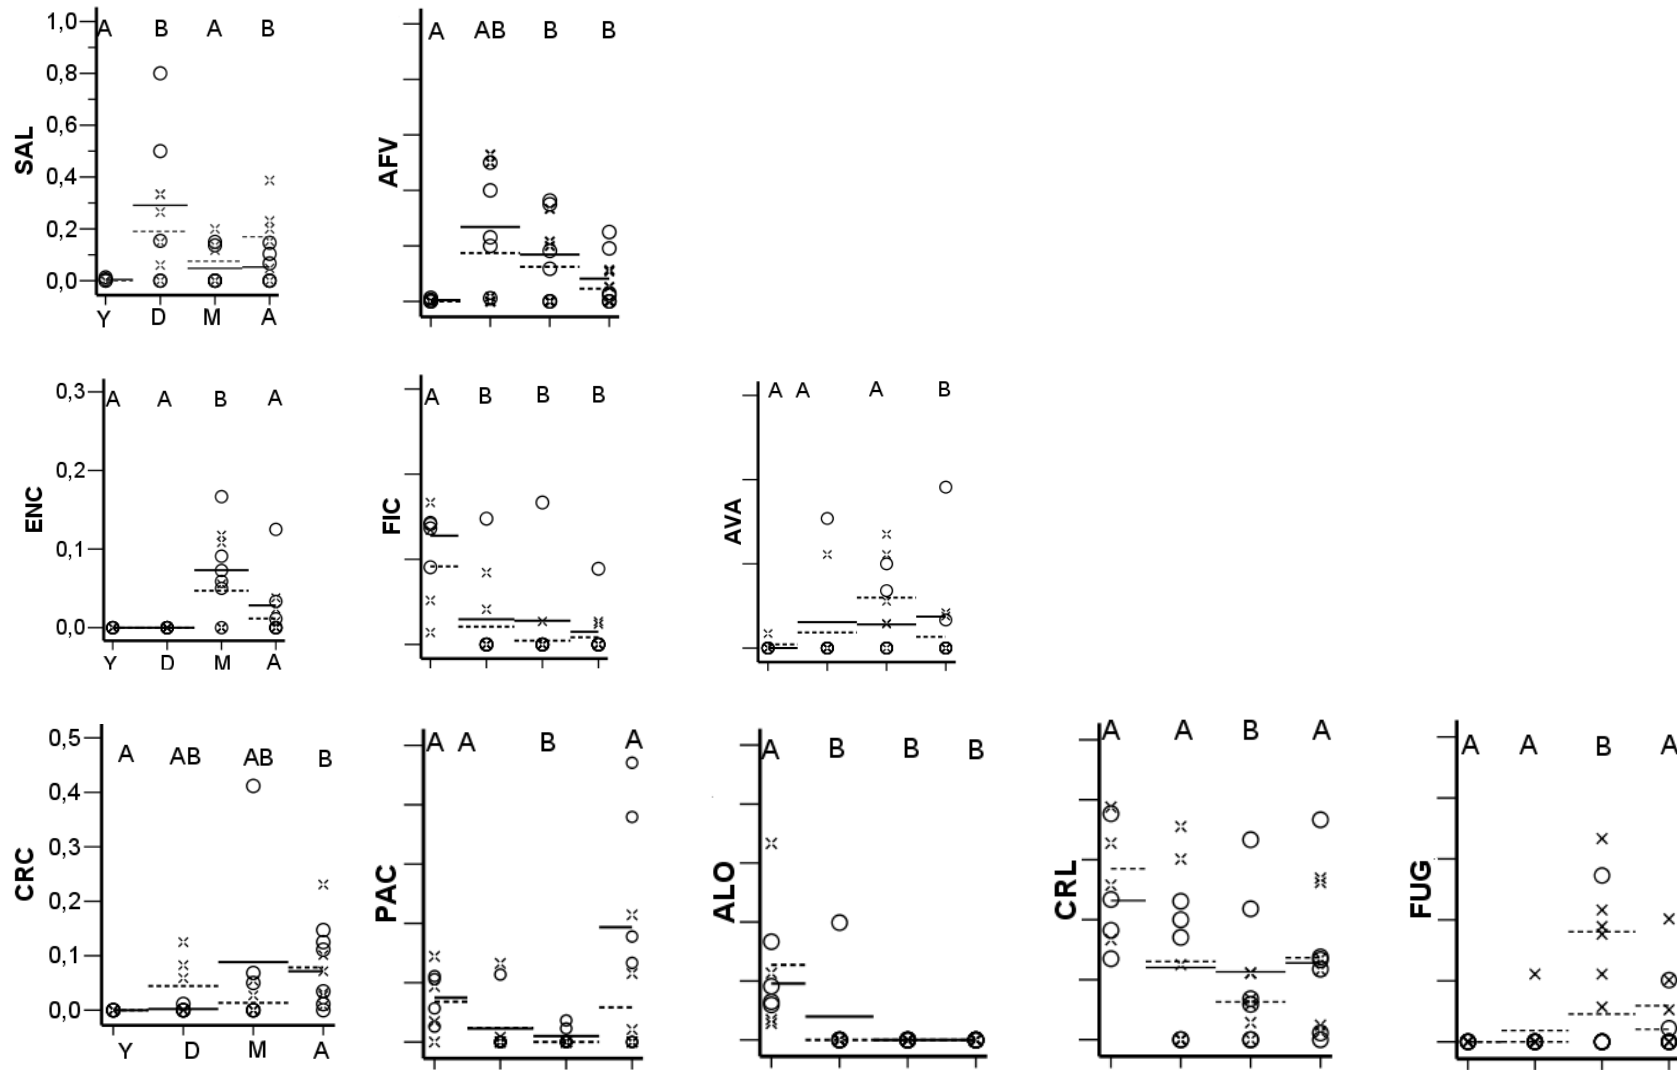 1,0 A B A B
0,8
0,6
SAL
0,4
0,2
0,0
Y D M A
A AB B B
AFV
0,3 A A B A
0,2
ENC
0,1
0,0
Y D M A
A B B B
FIC
A A A B
AVA
0,5 A AB AB B
0,4
0,3
CRC
0,2
0,1
0,0
Y D M A
A A B A
PAC
A B B B
ALO
A A B A
CRL
A A B A
FUG